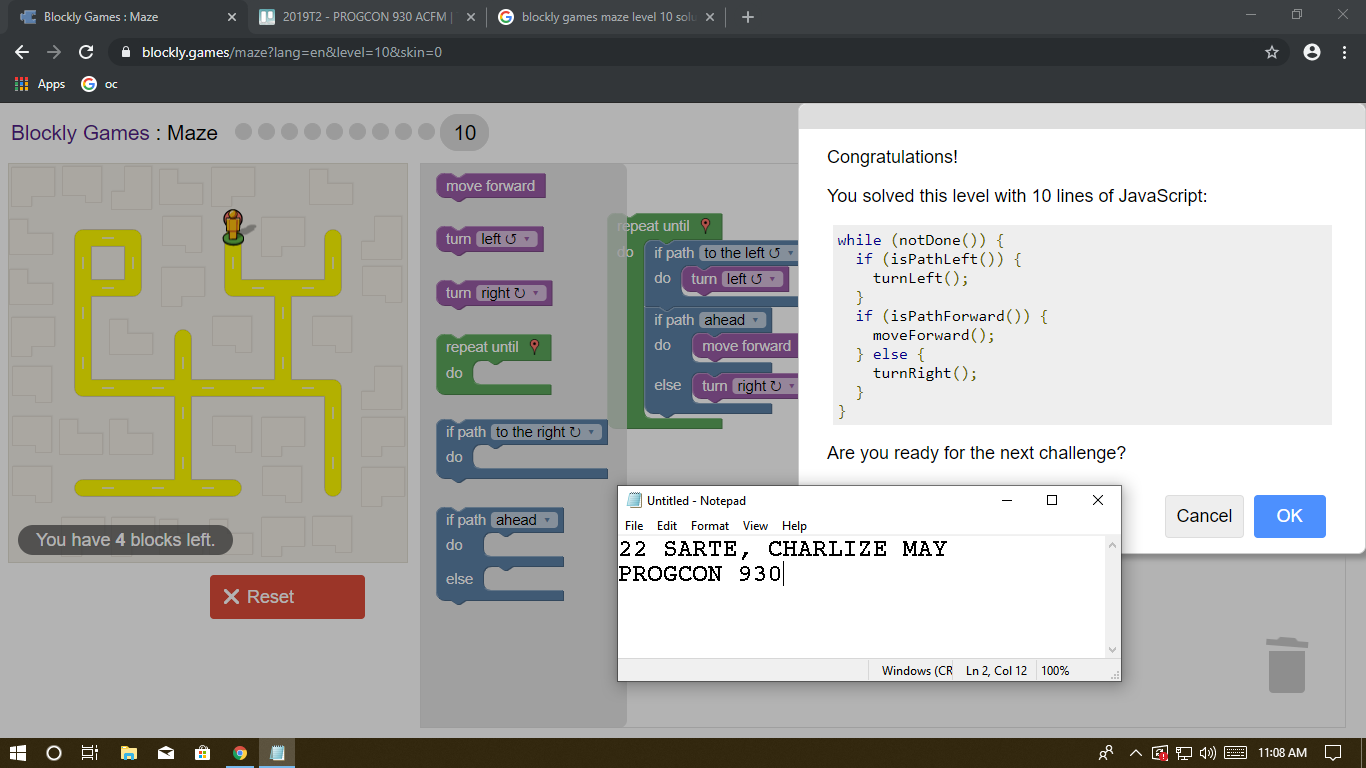 Blockly Games : Maze
2019T2 - PROGCON 930 ACFM |
blockly games maze level 10 solu
blockly.games/maze?lang=en&level=10&skin=0
Apps
oc
Blockly Games : Maze
10
You have 4 blocks left.
Reset
move forward
turn left ↺
turn right ↻
repeat until
do
if path to the right ↻
do
if path ahead
do
else
repeat until
do
if path to the left ↺
do turn left ↺
if path ahead
do move forward
else turn right ↻
Congratulations!
You solved this level with 10 lines of JavaScript:
while (notDone()) {
  if (isPathLeft()) {
    turnLeft();
  }
  if (isPathForward()) {
    moveForward();
  } else {
    turnRight();
  }
}
Are you ready for the next challenge?
Cancel
OK
Untitled - Notepad
File Edit Format View Help
22 SARTE, CHARLIZE MAY
PROGCON 930
Windows (CR
Ln 2, Col 12
100%
11:08 AM